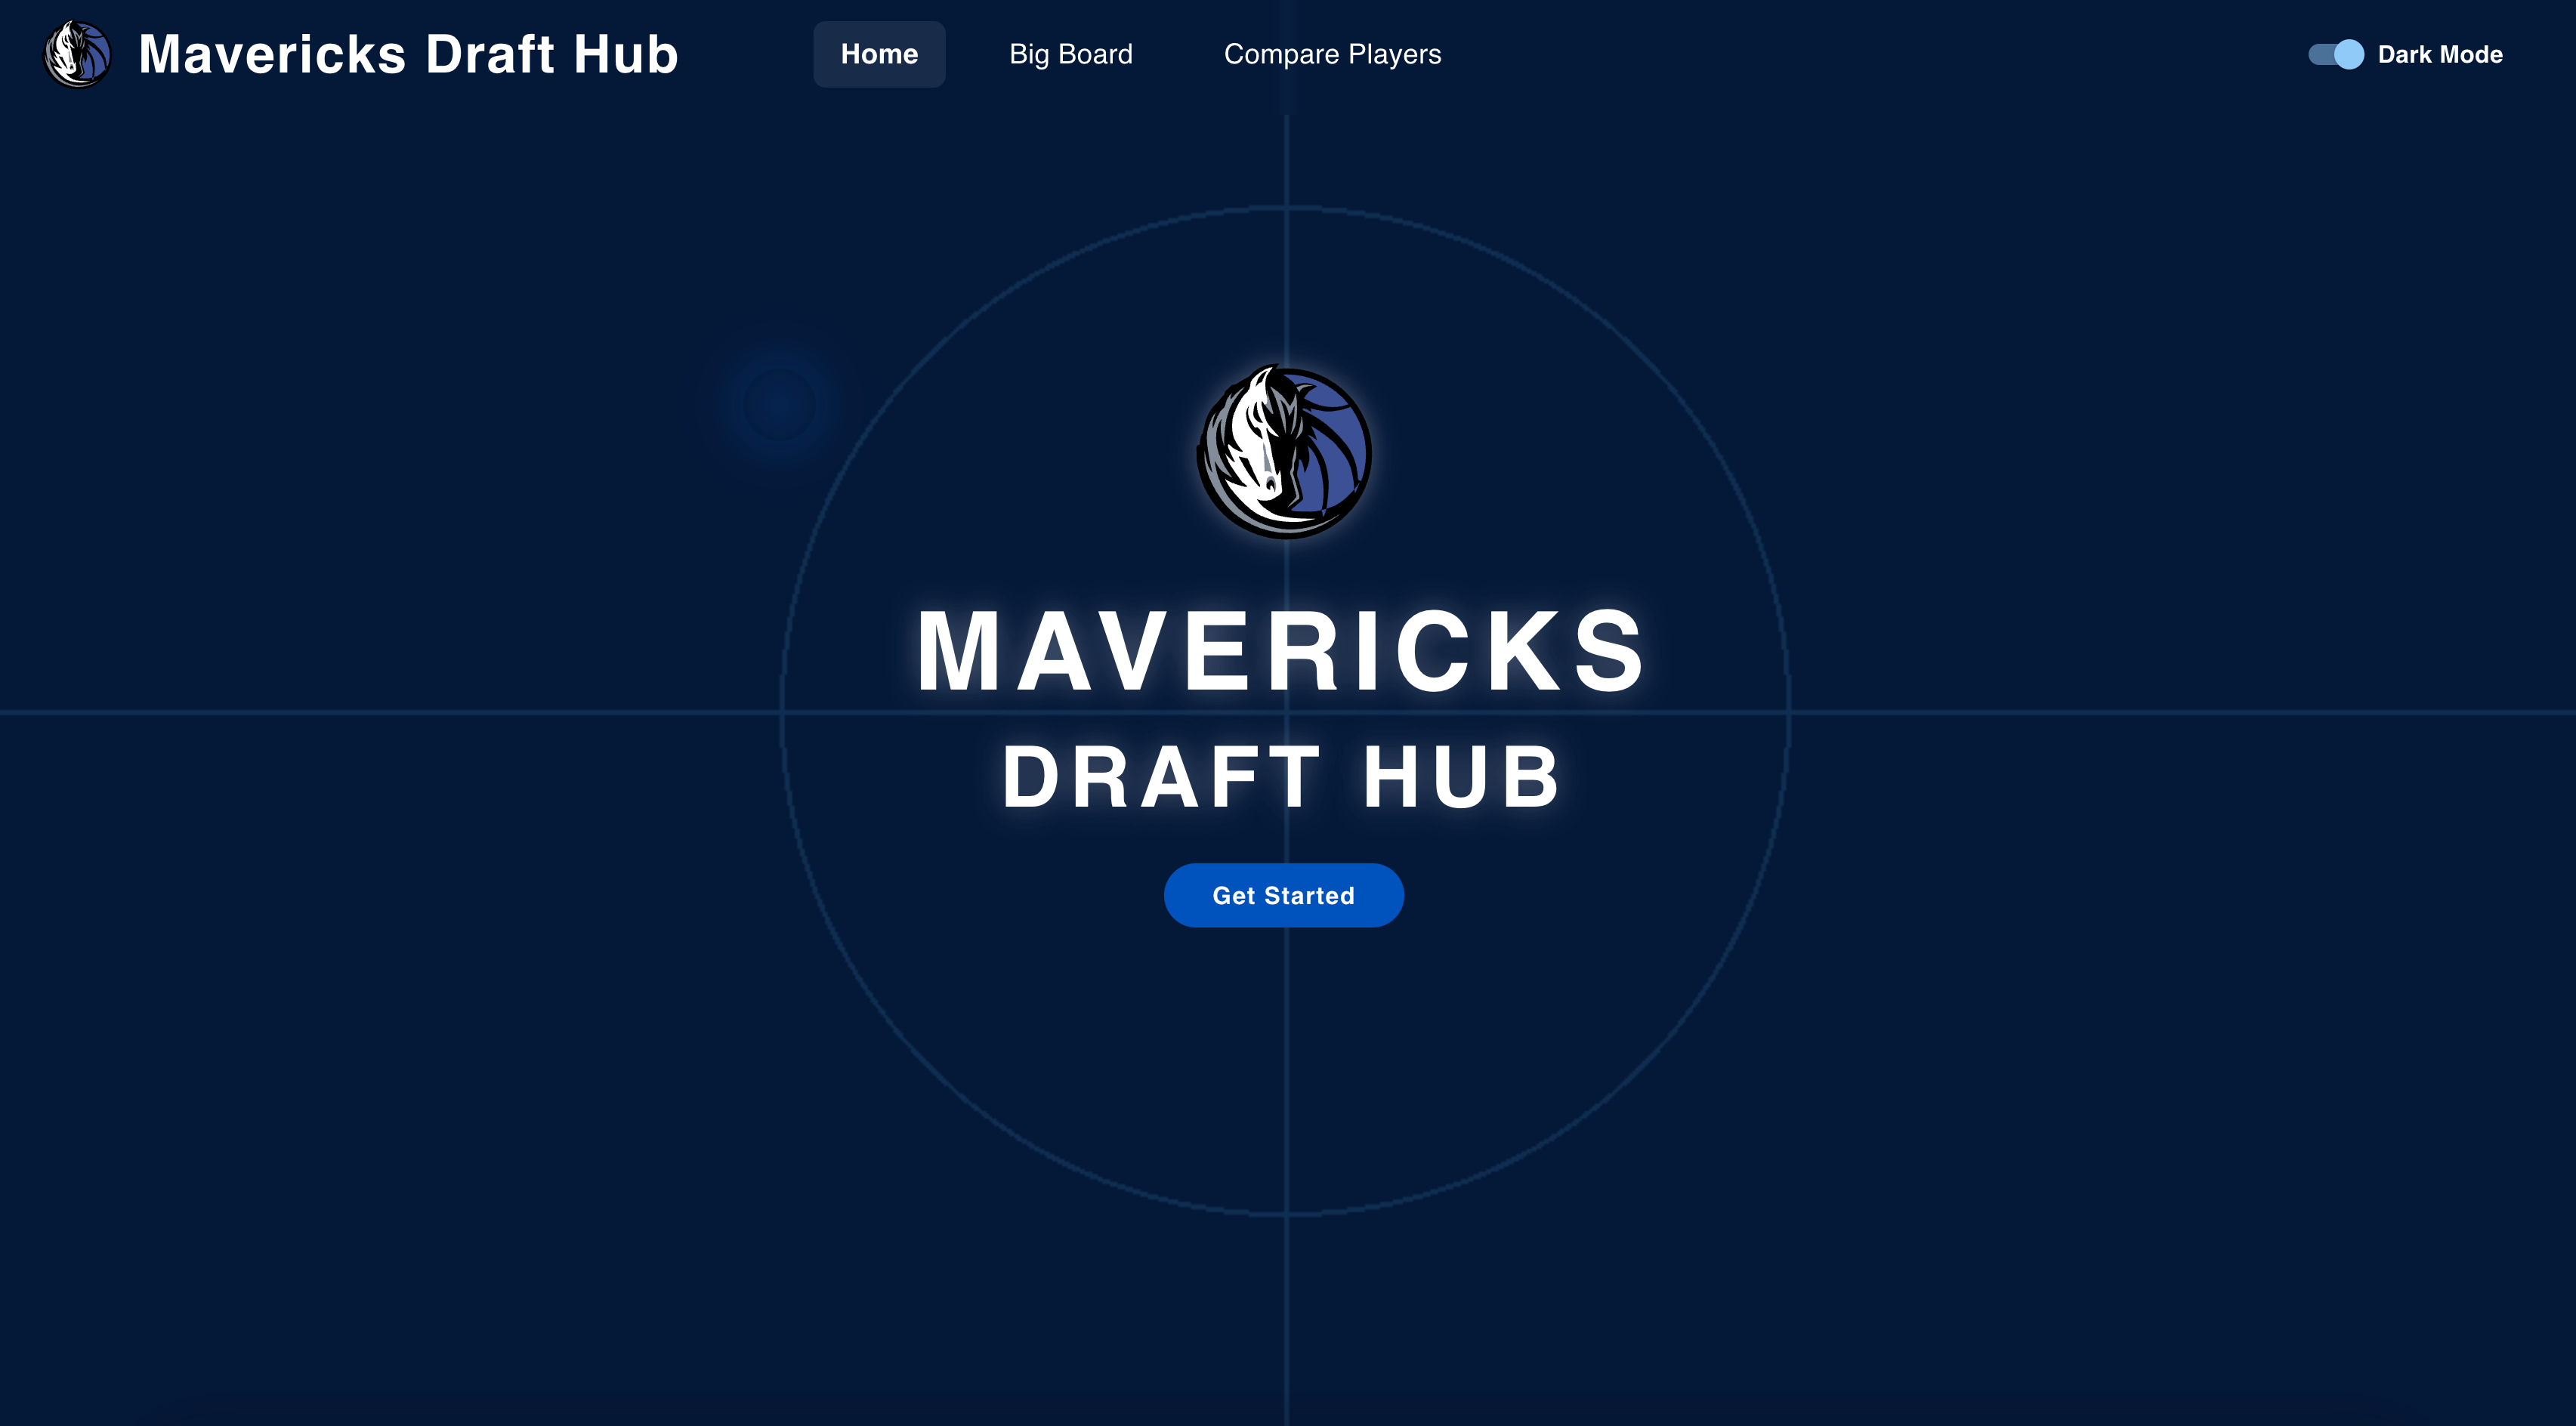 Mavericks Draft Hub
Home
Big Board
Compare Players
Dark Mode
MAVERICKS
DRAFT HUB
Get Started